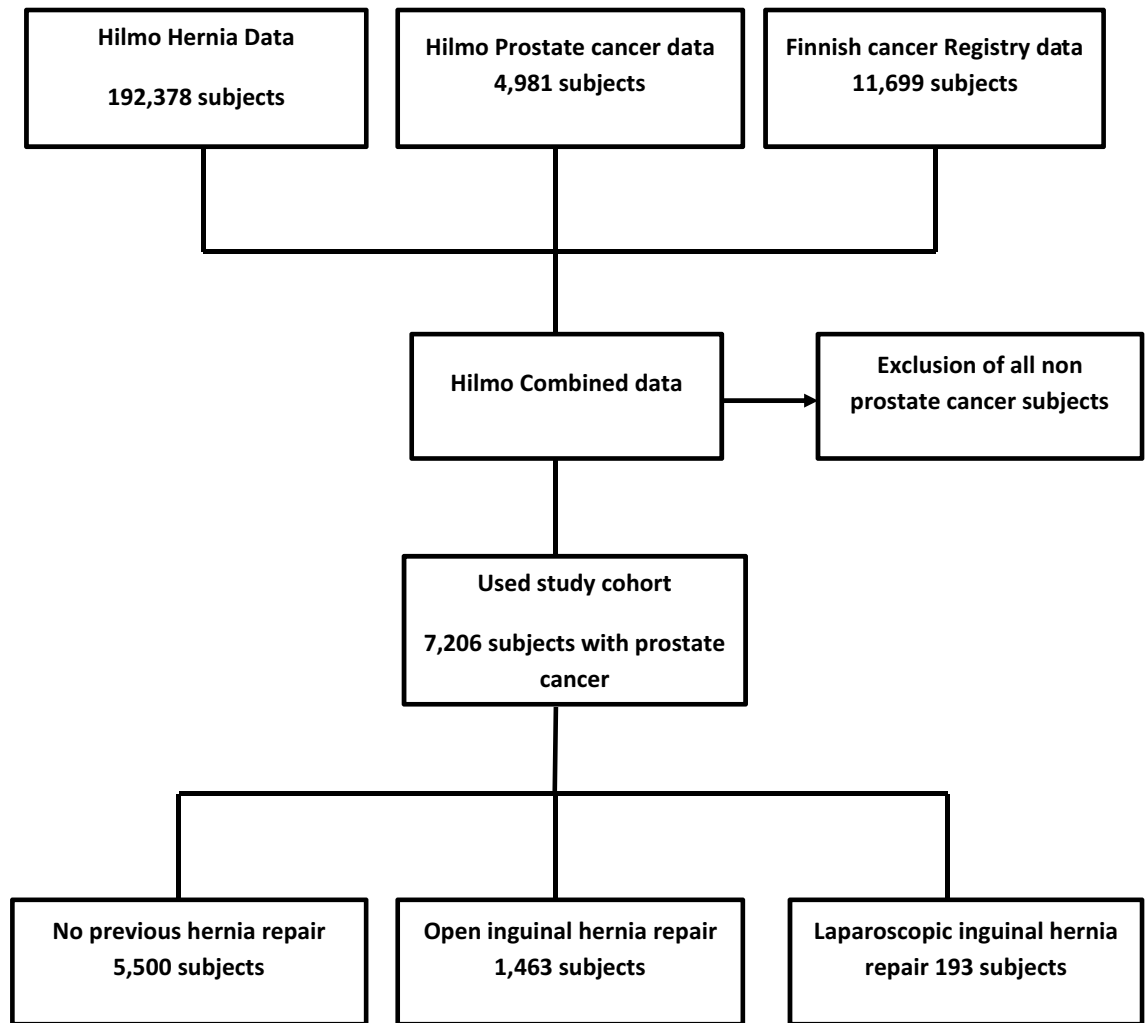 Hilmo Hernia Data
192,378 subjects
Hilmo Prostate cancer data
4,981 subjects
Finnish cancer Registry data
11,699 subjects
Hilmo Combined data
Exclusion of all non
prostate cancer subjects
Used study cohort
7,206 subjects with prostate
cancer
No previous hernia repair
5,500 subjects
Open inguinal hernia repair
1,463 subjects
Laparoscopic inguinal hernia
repair 193 subjects